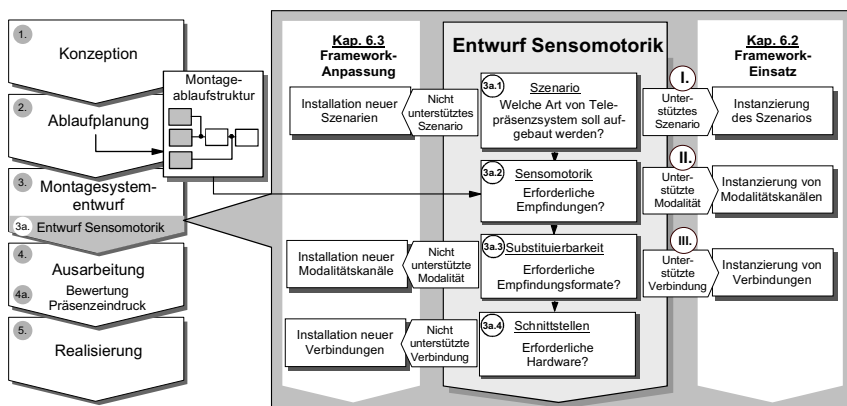 1.
Konzeption
2.
Ablaufplanung
Montage-
ablaufstruktur
3.
Montagesystem-
entwurf
3a. Entwurf Sensomotorik
4.
Ausarbeitung
4a. Bewertung
Präsenzeindruck
5.
Realisierung
Kap. 6.3
Framework-
Anpassung
Installation neuer
Szenarien
Installation neuer
Modalitätskanäle
Installation neuer
Verbindungen
Nicht
unterstütztes
Szenario
Nicht
unterstützte
Modalität
Nicht
unterstützte
Verbindung
Entwurf Sensomotorik
3a.1 Szenario
Welche Art von Tele-
präsenzsystem soll auf-
gebaut werden?
3a.2 Sensomotorik
Erforderliche
Empfindungen?
3a.3 Substituierbarkeit
Erforderliche
Empfindungsformate?
3a.4 Schnittstellen
Erforderliche
Hardware?
I.
Unter-
stütztes
Szenario
II.
Unter-
stützte
Modalität
III.
Unter-
stützte
Verbindung
Kap. 6.2
Framework-
Einsatz
Instanzierung
des Szenarios
Instanzierung von
Modalitätskanälen
Instanzierung von
Verbindungen